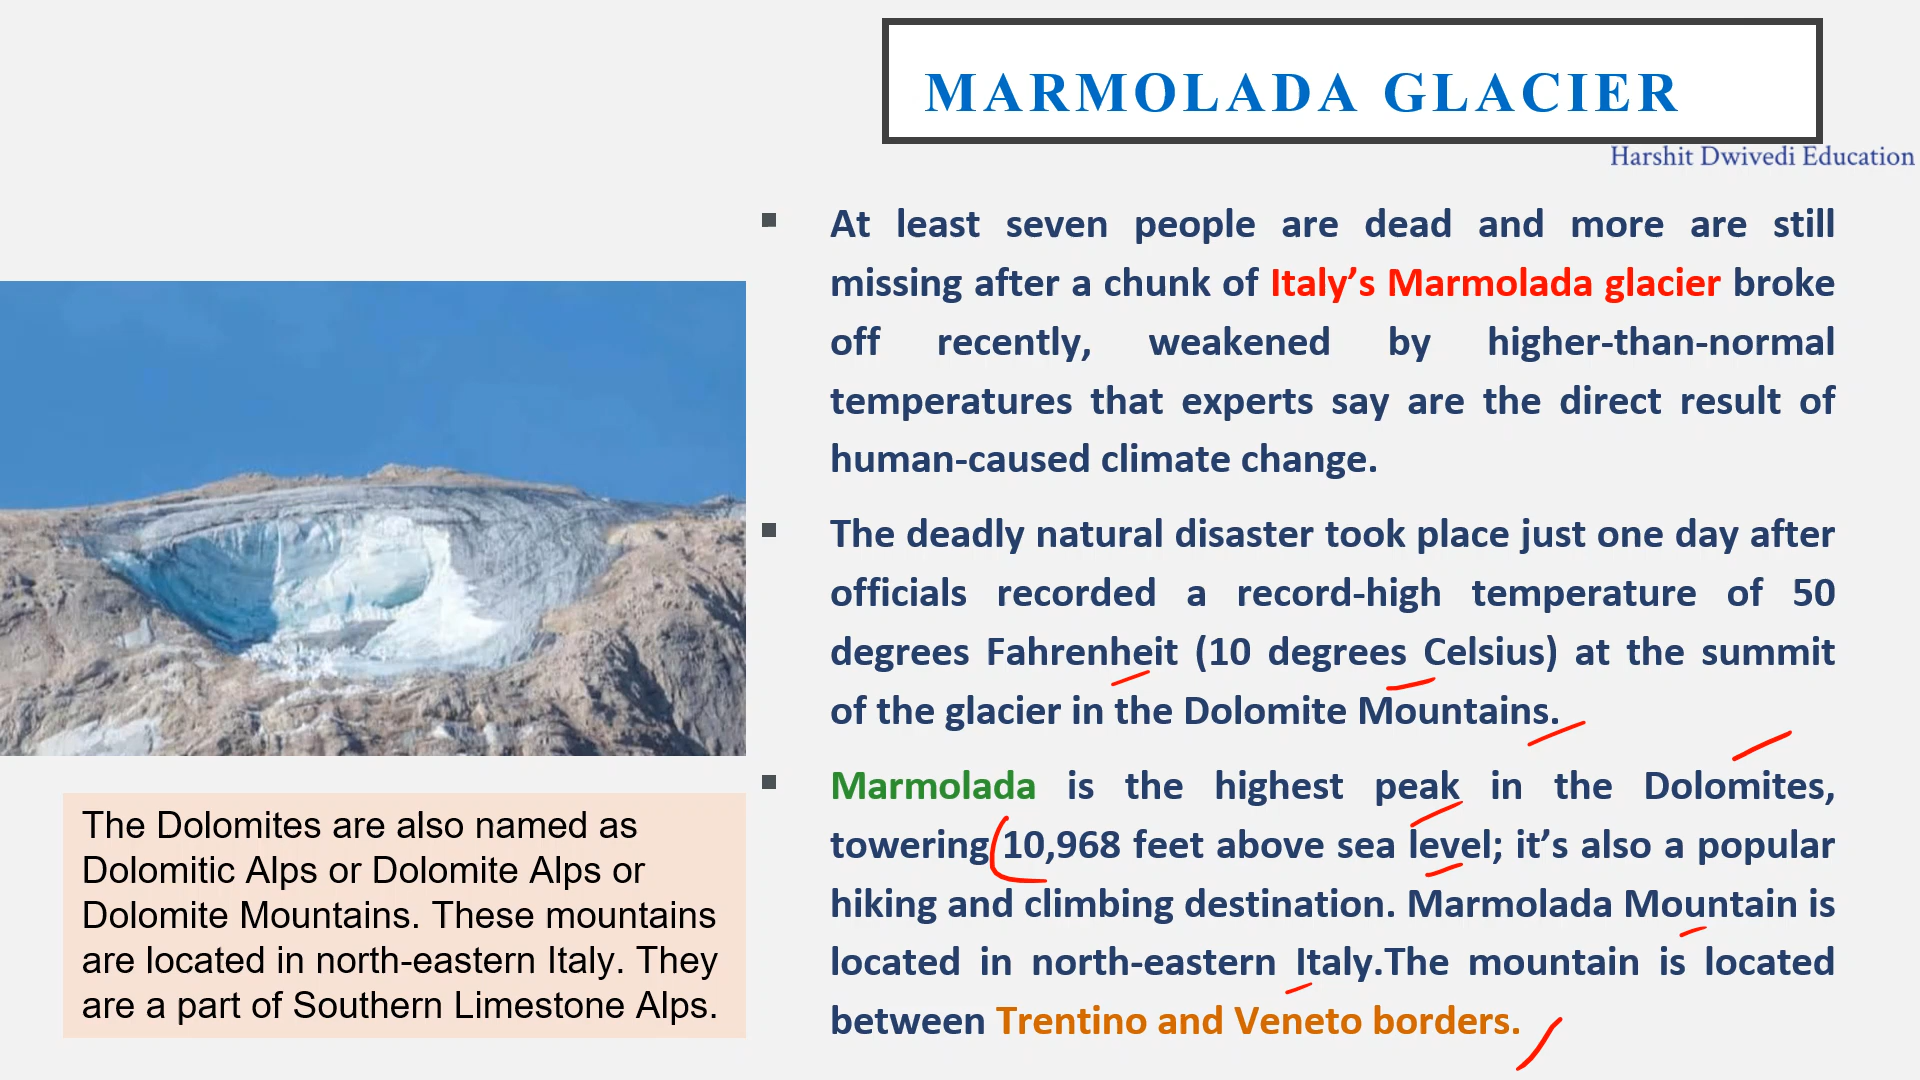 MARMOLADA GLACIER
Harshit Dwivedi Education
At least seven people are dead and more are still
missing after a chunk of Italy’s Marmolada glacier broke
off recently, weakened by higher-than-normal
temperatures that experts say are the direct result of
human-caused climate change.
The deadly natural disaster took place just one day after
officials recorded a record-high temperature of 50
degrees Fahrenheit (10 degrees Celsius) at the summit
of the glacier in the Dolomite Mountains.
Marmolada is the highest peak in the Dolomites,
towering 10,968 feet above sea level; it’s also a popular
hiking and climbing destination. Marmolada Mountain is
located in north-eastern Italy.The mountain is located
between Trentino and Veneto borders.
The Dolomites are also named as
Dolomitic Alps or Dolomite Alps or
Dolomite Mountains. These mountains
are located in north-eastern Italy. They
are a part of Southern Limestone Alps.